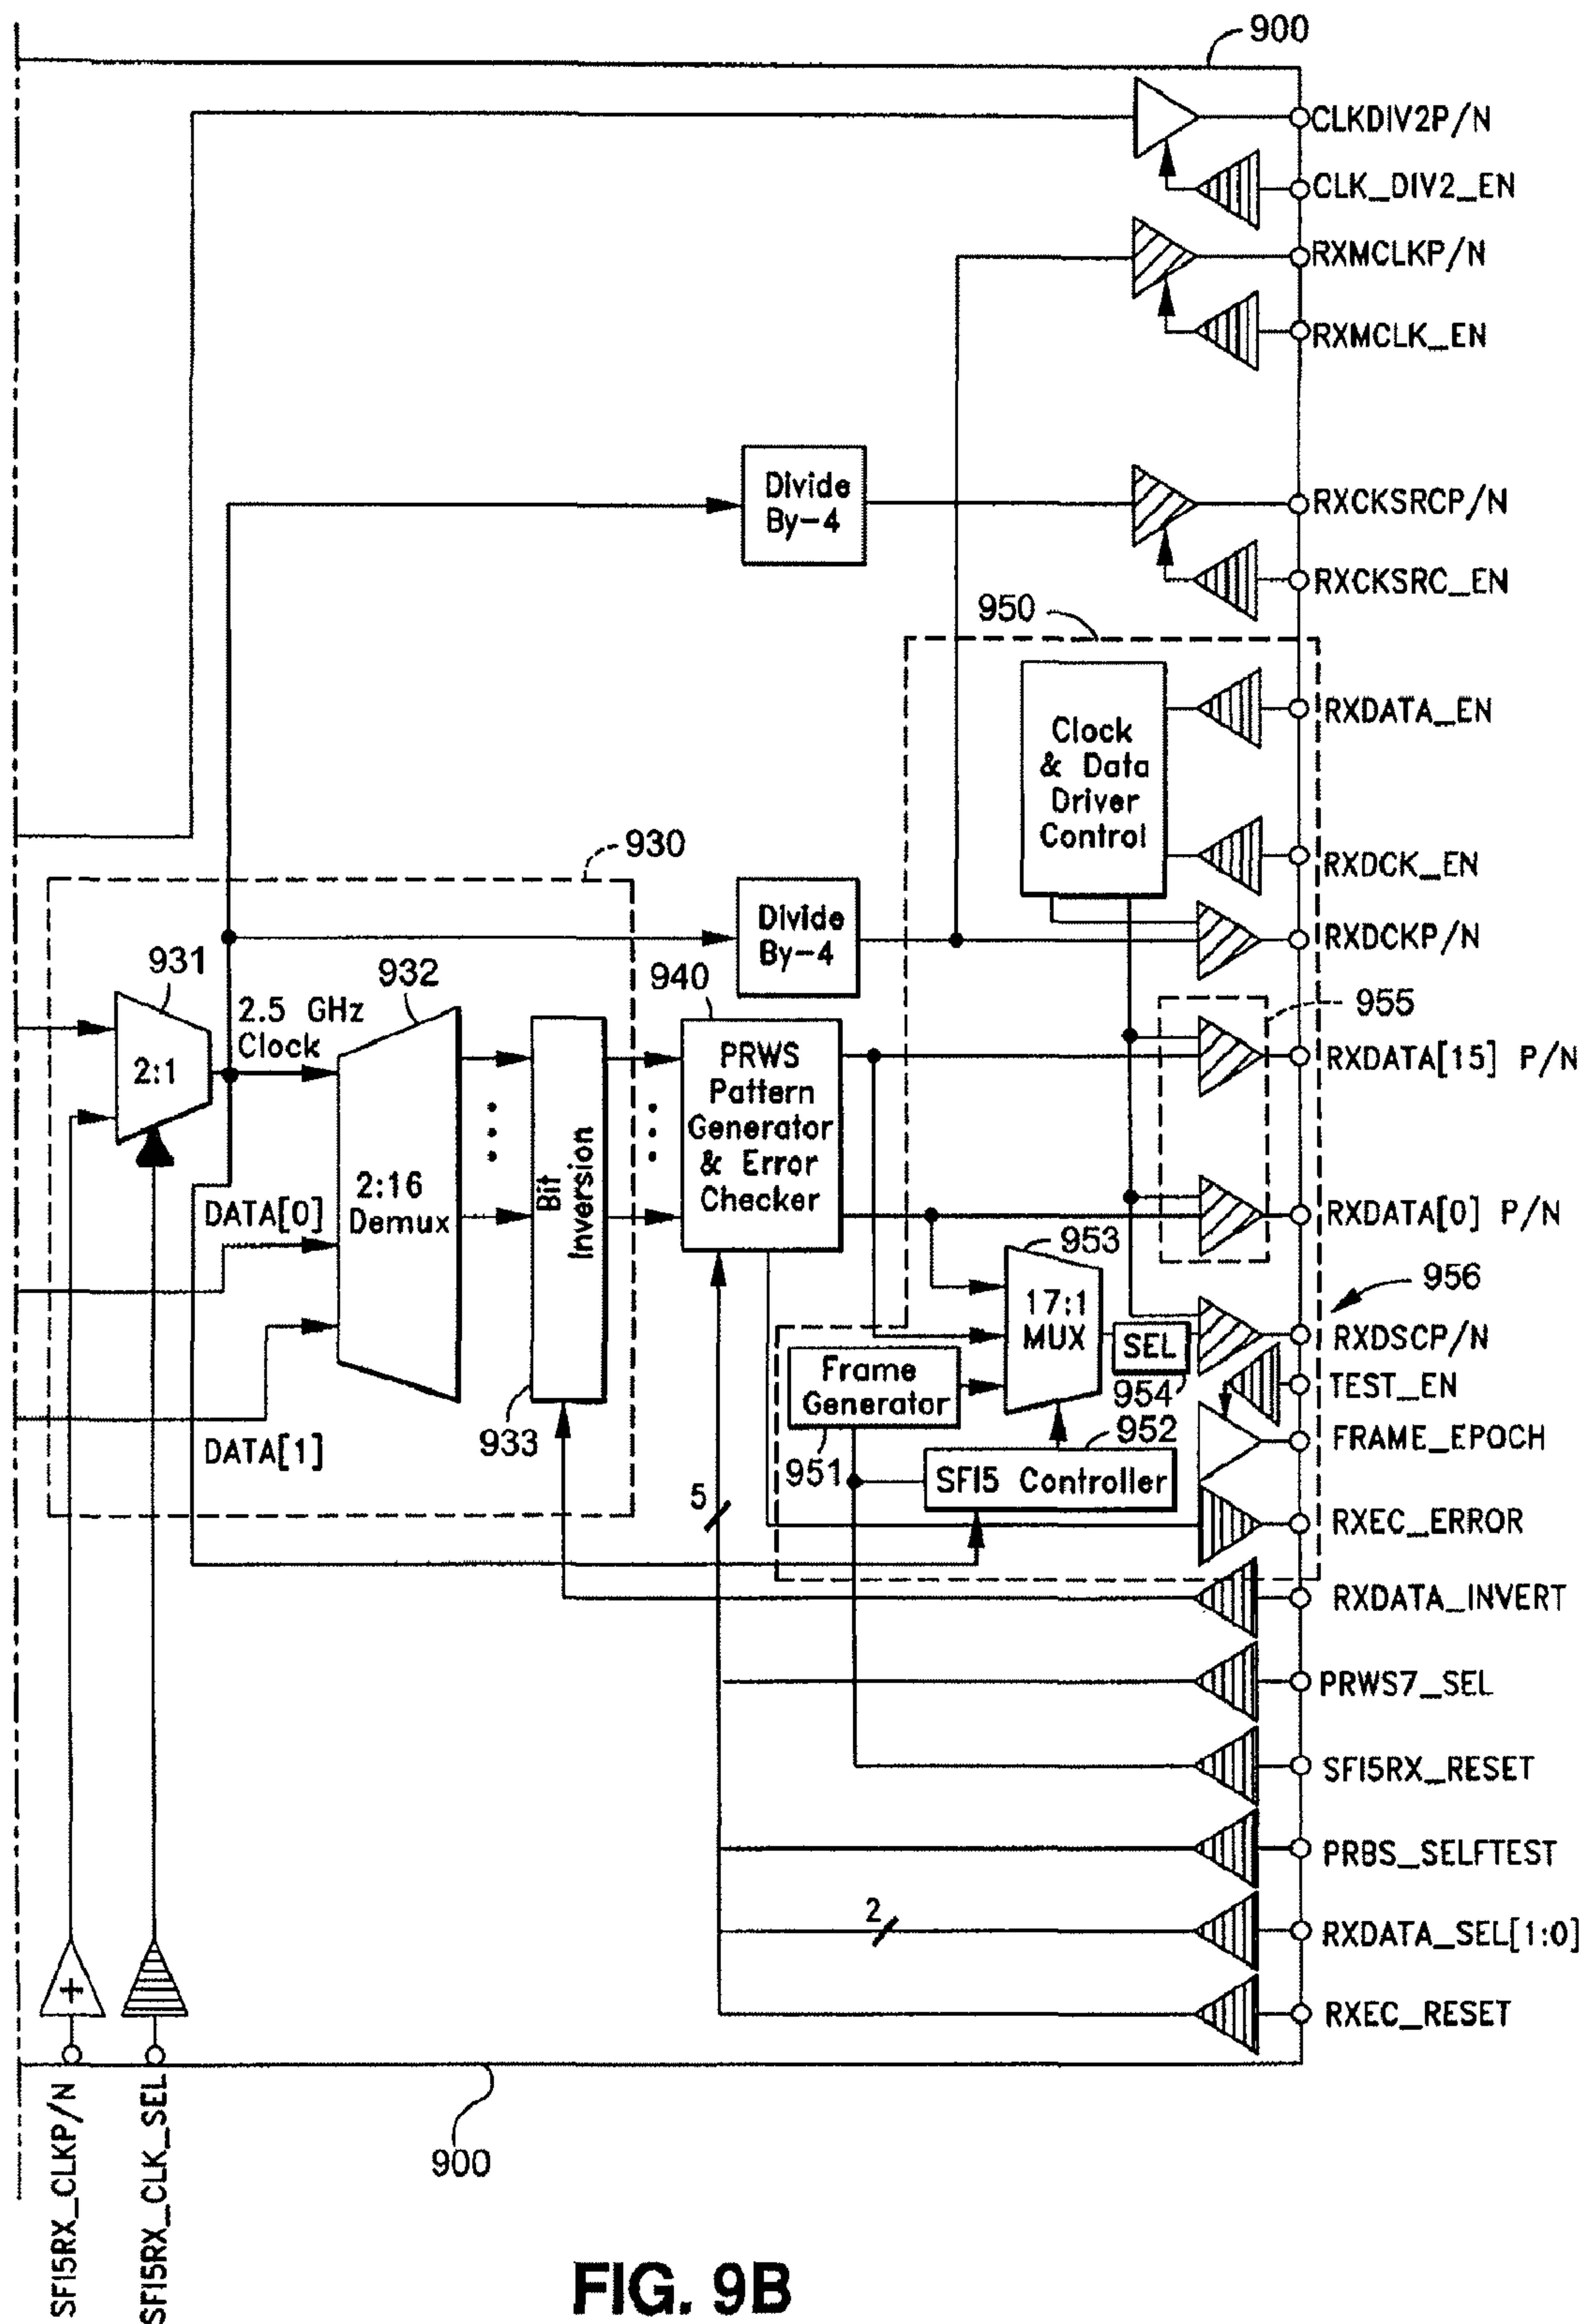 900
CLKDIV2P/N
CLK_DIV2_EN
RXMCLKP/N
RXMCLK_EN
Divide
By-4
RXCKSRCP/N
RXCKSRC_EN
950
Clock
& Data
Driver
Control
RXDATA_EN
RXDCK_EN
930
Divide
By-4
RXDCKP/N
931
2:1
2.5 GHz
Clock
932
2:16
Demux
DATA[0]
DATA[1]
Bit
Inversion
933
940
PRWS
Pattern
Generator
& Error
Checker
955
RXDATA[15] P/N
RXDATA[0] P/N
953
17:1
MUX
SEL
954
956
RXDSCP/N
TEST_EN
FRAME_EPOCH
Frame
Generator
951
952
SFI5 Controller
RXEC_ERROR
5
RXDATA_INVERT
PRWS7_SEL
SFI5RX_RESET
PRBS_SELFTEST
2
RXDATA_SEL[1:0]
RXEC_RESET
+
SFI5RX_CLKP/N
SFI5RX_CLK_SEL
900
FIG. 9B